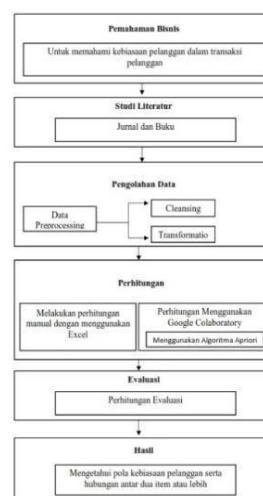 Pemahaman Bisnis
Untuk memahami kebiasaan pelanggan dalam transaksi
pelanggan
Studi Literatur
Jurnal dan Buku
Pengolahan Data
Data
Preprocessing
Cleansing
Transformatio
Perhitungan
Melakukan perhitungan
manual dengan menggunakan
Excel
Perhitungan Menggunakan
Google Colaboratory
Menggunakan Algoritma Apriori
Evaluasi
Perhitungan Evaluasi
Hasil
Mengetahui pola kebiasaan pelanggan serta
hubungan antar dua item atau lebih